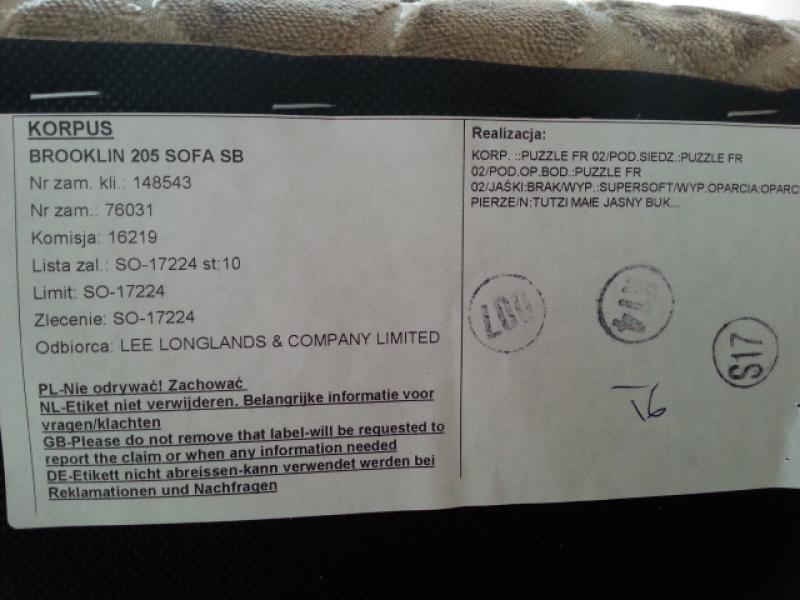 KORPUS
BROOKLIN 205 SOFA SB
Nr zam. kli.: 148543
Nr zam.: 76031
Komisja: 16219
Lista zal.: SO-17224 st:10
Limit: SO-17224
Zlecenie: SO-17224
Odbiorca: LEE LONGLANDS & COMPANY LIMITED
PL-Nie odrywać! Zachować
NL-Etiket niet verwijderen. Belangrijke informatie voor
vragen/klachten
GB-Please do not remove that label-will be requested to
report the claim or when any information needed
DE-Etikett nicht abreissen-kann verwendet werden bei
Reklamationen und Nachfragen
Realizacja:
KORP. ::PUZZLE FR 02/POD.SIEDZ.:PUZZLE FR
02/POD.OP.BOD.:PUZZLE FR
02/JAŚKI:BRAK/WYP.:SUPERSOFT/WYP.OPARCIA:OPARC
PIERZE/N:TUTZI MAŁE JASNY BUK...
S17